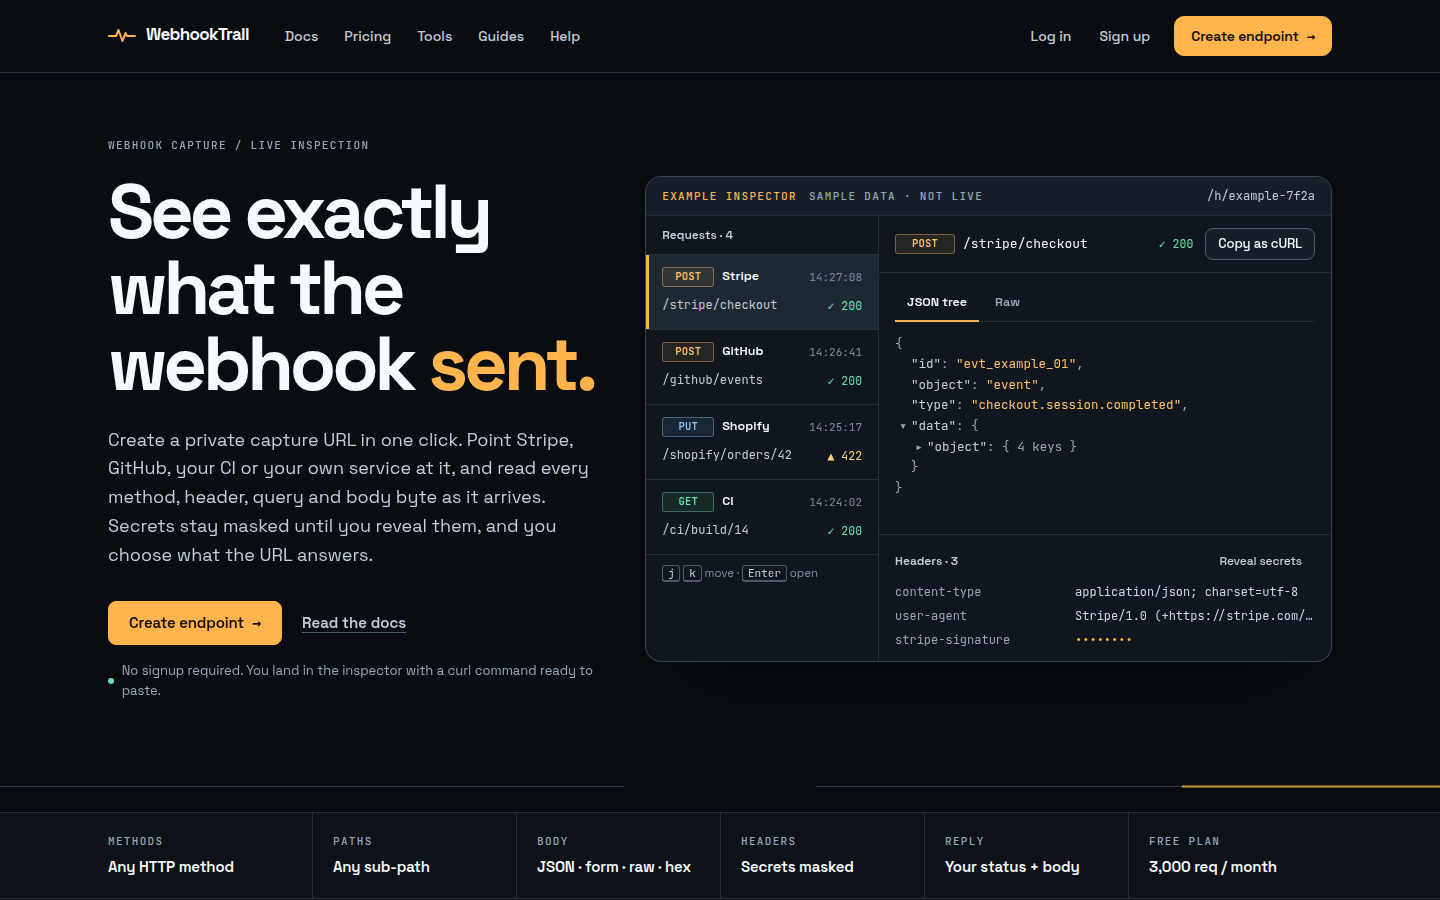 WebhookTrail
Docs
Pricing
Tools
Guides
Help
Log in
Sign up
Create endpoint →
WEBHOOK CAPTURE / LIVE INSPECTION
See exactly
what the
webhook sent.
Create a private capture URL in one click. Point Stripe,
GitHub, your CI or your own service at it, and read every
method, header, query and body byte as it arrives.
Secrets stay masked until you reveal them, and you
choose what the URL answers.
Create endpoint →
Read the docs
No signup required. You land in the inspector with a curl command ready to
paste.
EXAMPLE INSPECTOR SAMPLE DATA · NOT LIVE
/h/example-7f2a
Requests · 4
POST Stripe 14:27:08
/stripe/checkout ✓ 200
POST GitHub 14:26:41
/github/events ✓ 200
PUT Shopify 14:25:17
/shopify/orders/42 ▲ 422
GET CI 14:24:02
/ci/build/14 ✓ 200
j k move · Enter open
POST /stripe/checkout ✓ 200 Copy as cURL
JSON tree Raw
{
"id": "evt_example_01",
"object": "event",
"type": "checkout.session.completed",
▾ "data": {
▸ "object": { 4 keys }
}
}
Headers · 3 Reveal secrets
content-type application/json; charset=utf-8
user-agent Stripe/1.0 (+https://stripe.com/…
stripe-signature ••••••••
METHODS
Any HTTP method
PATHS
Any sub-path
BODY
JSON · form · raw · hex
HEADERS
Secrets masked
REPLY
Your status + body
FREE PLAN
3,000 req / month